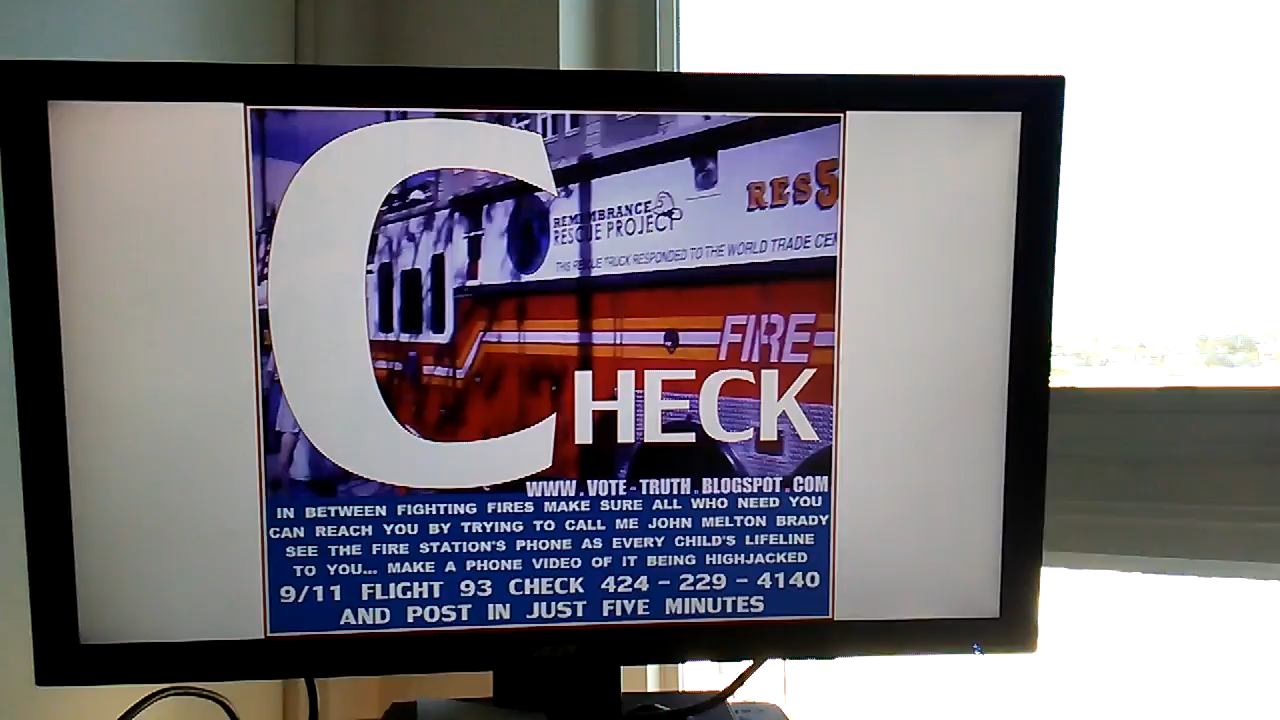 CHECK
REMEMBRANCE
RESCUE PROJECT
RES 5
THIS RESCUE TRUCK RESPONDED TO THE WORLD TRADE CEN
FIRE
WWW.VOTE-TRUTH.BLOGSPOT.COM
IN BETWEEN FIGHTING FIRES MAKE SURE ALL WHO NEED YOU
CAN REACH YOU BY TRYING TO CALL ME JOHN MELTON BRADY
SEE THE FIRE STATION'S PHONE AS EVERY CHILD'S LIFELINE
TO YOU... MAKE A PHONE VIDEO OF IT BEING HIGHJACKED
9/11 FLIGHT 93 CHECK 424-229-4140
AND POST IN JUST FIVE MINUTES